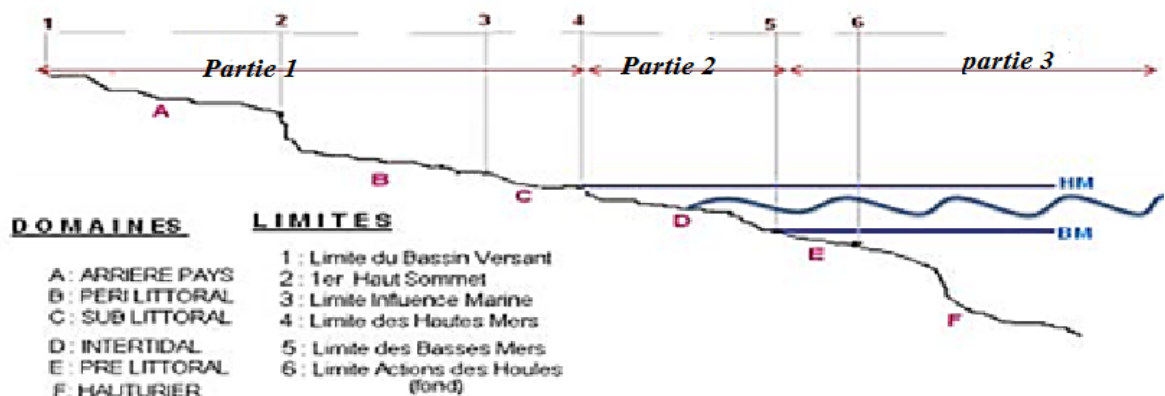 1 2 3 4 5 6
Partie 1 Partie 2 partie 3
A
B
C
HM
D
BM
E
F
DOMAINES
A : ARRIERE PAYS
B : PERI LITTORAL
C : SUB LITTORAL
D : INTERTIDAL
E : PRE LITTORAL
F : HAUTURIER
LIMITES
1 : Limite du Bassin Versant
2 : 1er Haut Sommet
3 : Limite Influence Marine
4 : Limite des Hautes Mers
5 : Limite des Basses Mers
6 : Limite Actions des Houles
(fond)